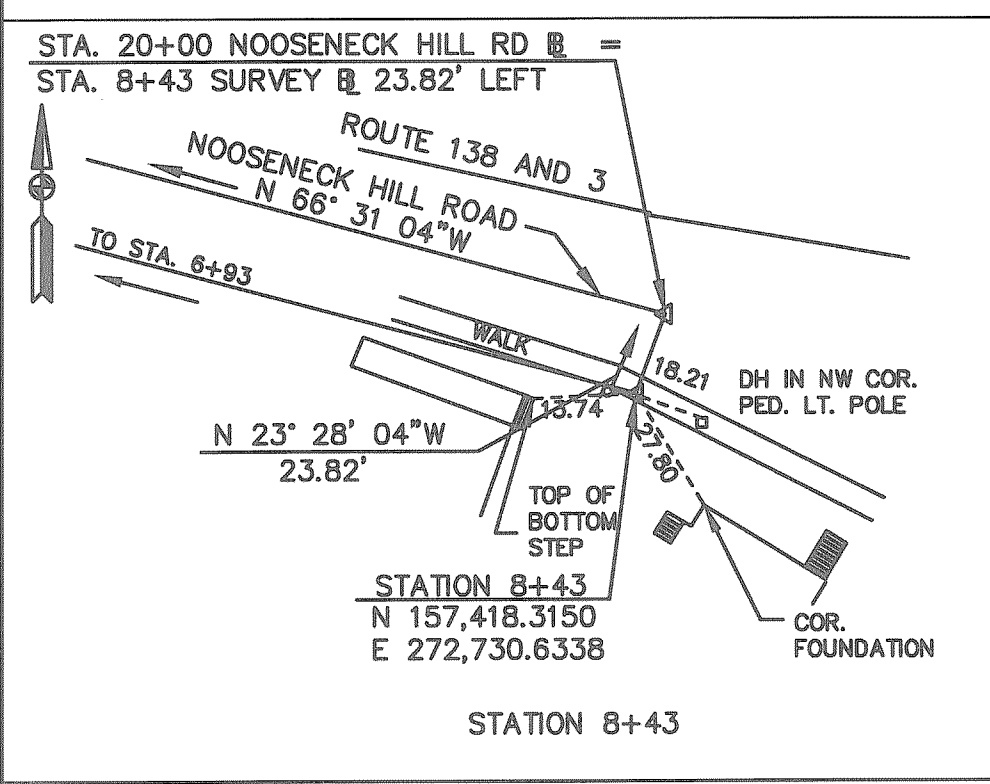 STA. 20+00 NOOSENECK HILL RD BL =
STA. 8+43 SURVEY BL 23.82' LEFT
ROUTE 138 AND 3
NOOSENECK HILL ROAD
N 66° 31 04"W
TO STA. 6+93
WALK
18.21
DH IN NW COR.
PED. LT. POLE
13.74
N 23° 28' 04"W
23.82'
27.80
TOP OF
BOTTOM
STEP
STATION 8+43
N 157,418.3150
E 272,730.6338
COR.
FOUNDATION
STATION 8+43